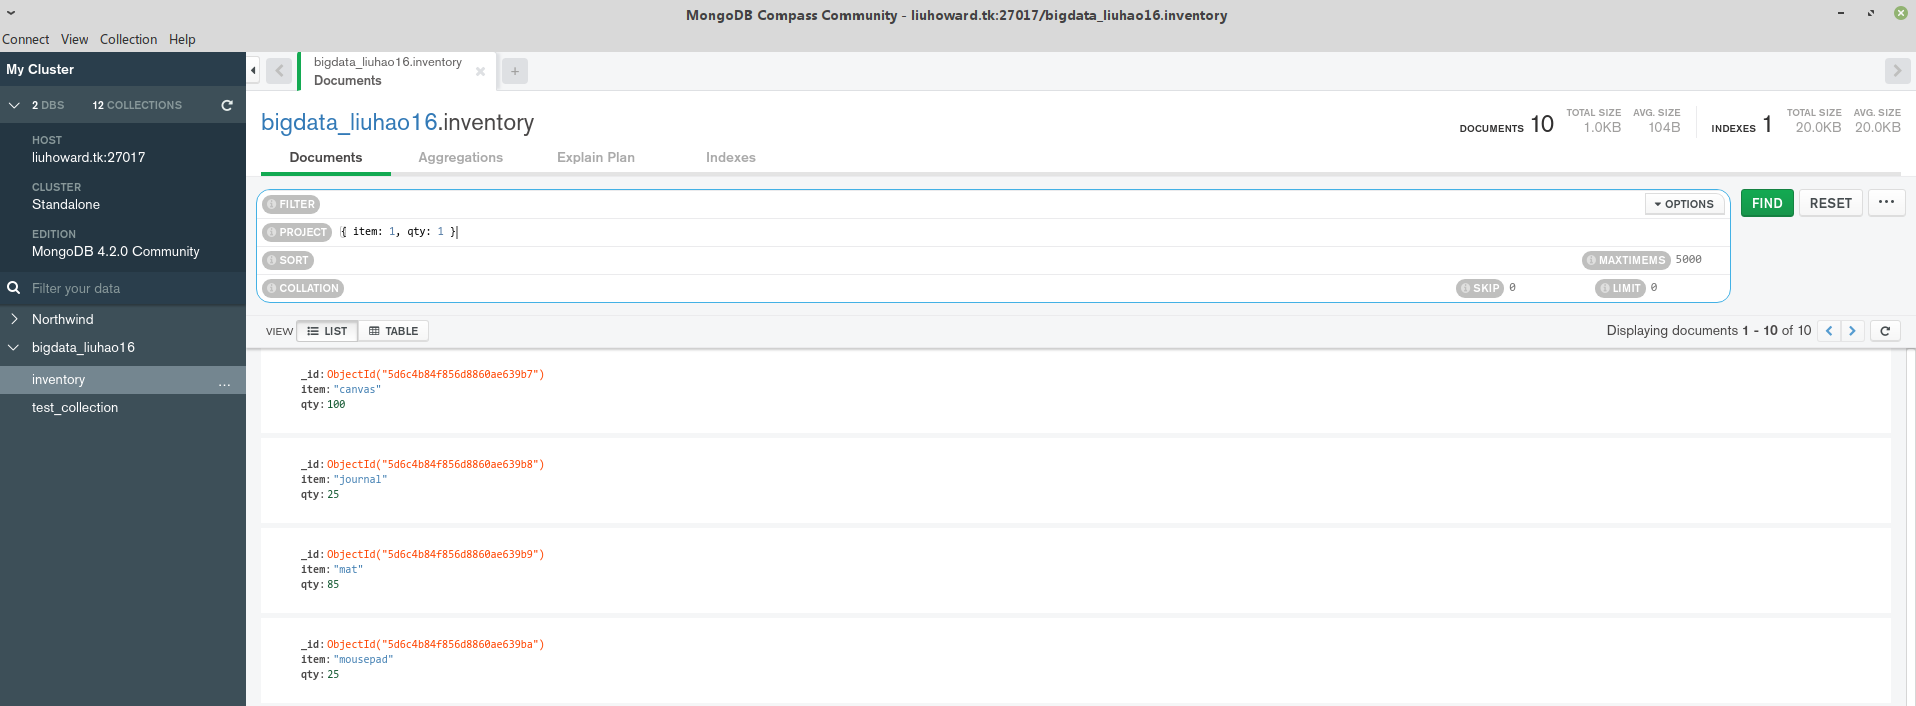 MongoDB Compass Community - liuhoward.tk:27017/bigdata_liuhao16.inventory
Connect View Collection Help
My Cluster
2 DBS 12 COLLECTIONS
HOST
liuhoward.tk:27017
CLUSTER
Standalone
EDITION
MongoDB 4.2.0 Community
Filter your data
Northwind
bigdata_liuhao16
inventory ...
test_collection
bigdata_liuhao16.inventory
Documents
bigdata_liuhao16.inventory
DOCUMENTS 10 TOTAL SIZE 1.0KB AVG. SIZE 104B INDEXES 1 TOTAL SIZE 20.0KB AVG. SIZE 20.0KB
Documents Aggregations Explain Plan Indexes
FILTER OPTIONS FIND RESET ...
PROJECT { item: 1, qty: 1 }
SORT MAXTIMEMS 5000
COLLATION SKIP 0 LIMIT 0
VIEW LIST TABLE Displaying documents 1 - 10 of 10
_id: ObjectId("5d6c4b84f856d8860ae639b7")
item: "canvas"
qty: 100
_id: ObjectId("5d6c4b84f856d8860ae639b8")
item: "journal"
qty: 25
_id: ObjectId("5d6c4b84f856d8860ae639b9")
item: "mat"
qty: 85
_id: ObjectId("5d6c4b84f856d8860ae639ba")
item: "mousepad"
qty: 25